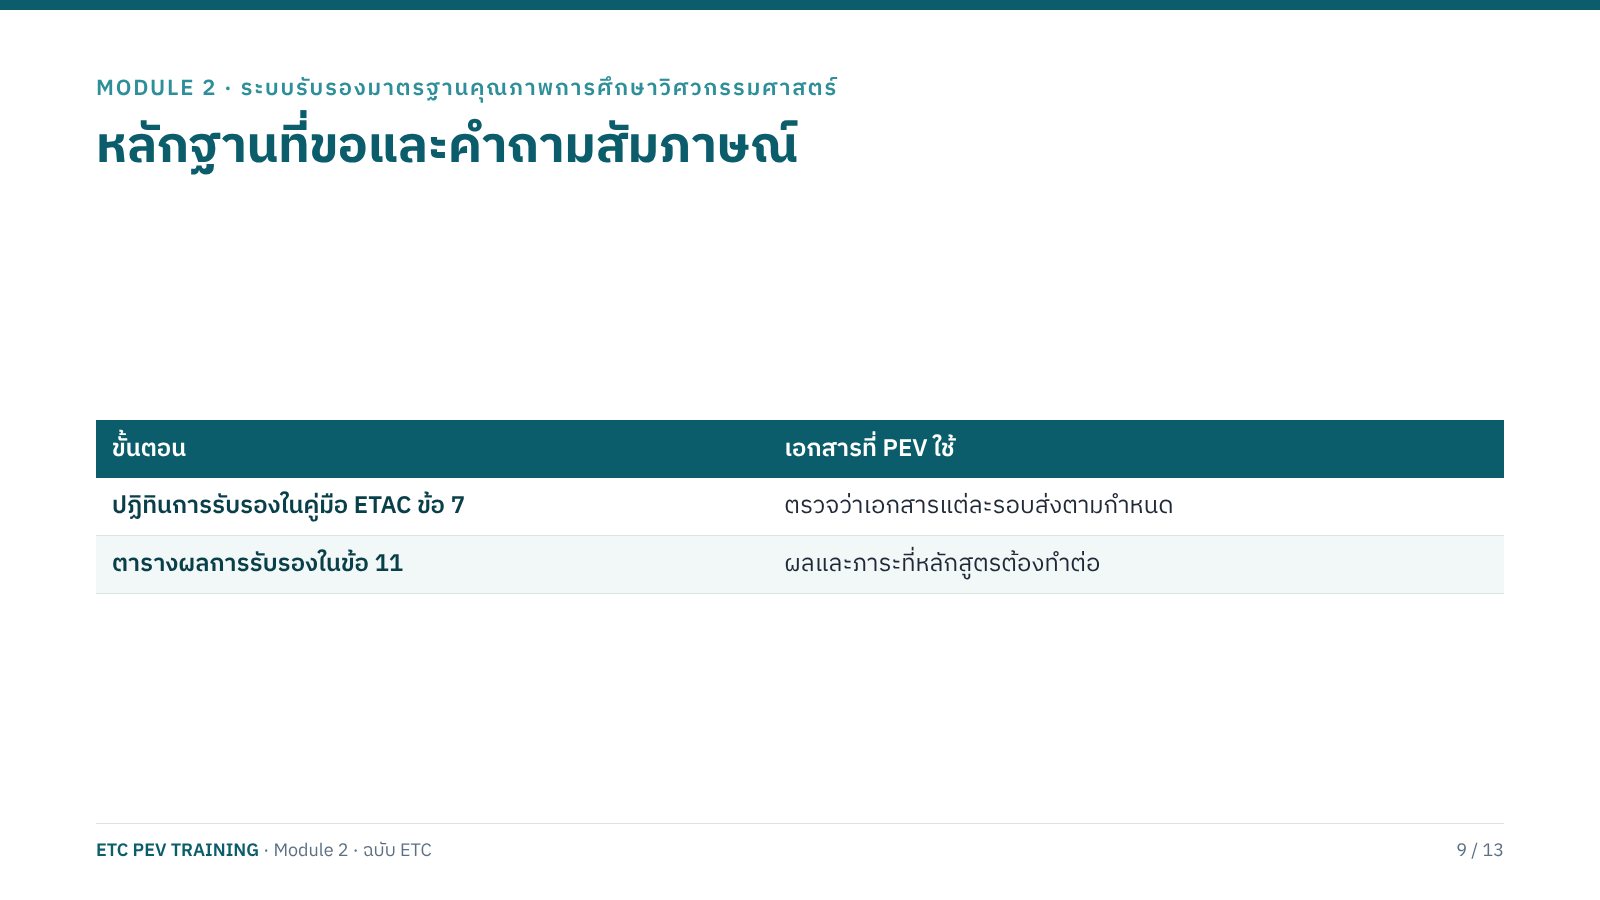 MODULE 2 · ระบบรับรองมาตรฐานคุณภาพการศึกษาวิศวกรรมศาสตร์
หลักฐานที่ขอและคำถามสัมภาษณ์
ขั้นตอน เอกสารที่ PEV ใช้
ปฏิทินการรับรองในคู่มือ ETAC ข้อ 7 ตรวจว่าเอกสารแต่ละรอบส่งตามกำหนด
ตารางผลการรับรองในข้อ 11 ผลและภาระที่หลักสูตรต้องทำต่อ
ETC PEV TRAINING · Module 2 · ฉบับ ETC 9 / 13